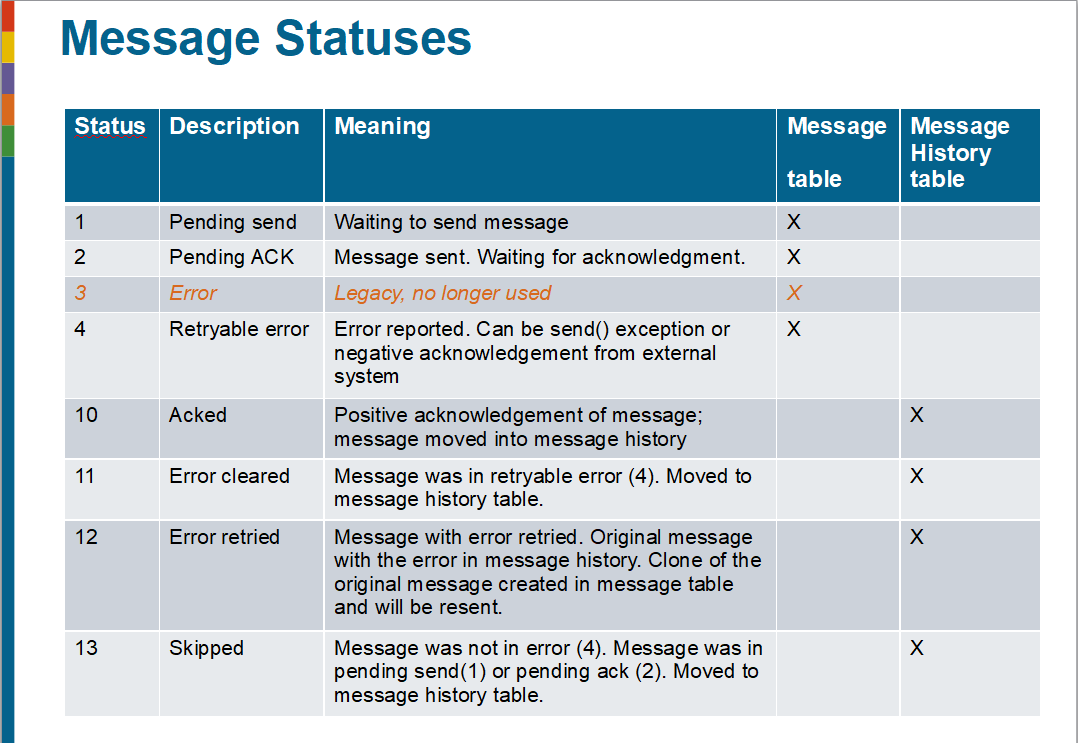 Message Statuses
Status Description Meaning Message table Message History table
1 Pending send Waiting to send message X
2 Pending ACK Message sent. Waiting for acknowledgment. X
3 Error Legacy, no longer used X
4 Retryable error Error reported. Can be send() exception or
negative acknowledgement from external
system X
10 Acked Positive acknowledgement of message;
message moved into message history X
11 Error cleared Message was in retryable error (4). Moved to
message history table. X
12 Error retried Message with error retried. Original message
with the error in message history. Clone of the
original message created in message table
and will be resent. X
13 Skipped Message was not in error (4). Message was in
pending send(1) or pending ack (2). Moved to
message history table. X